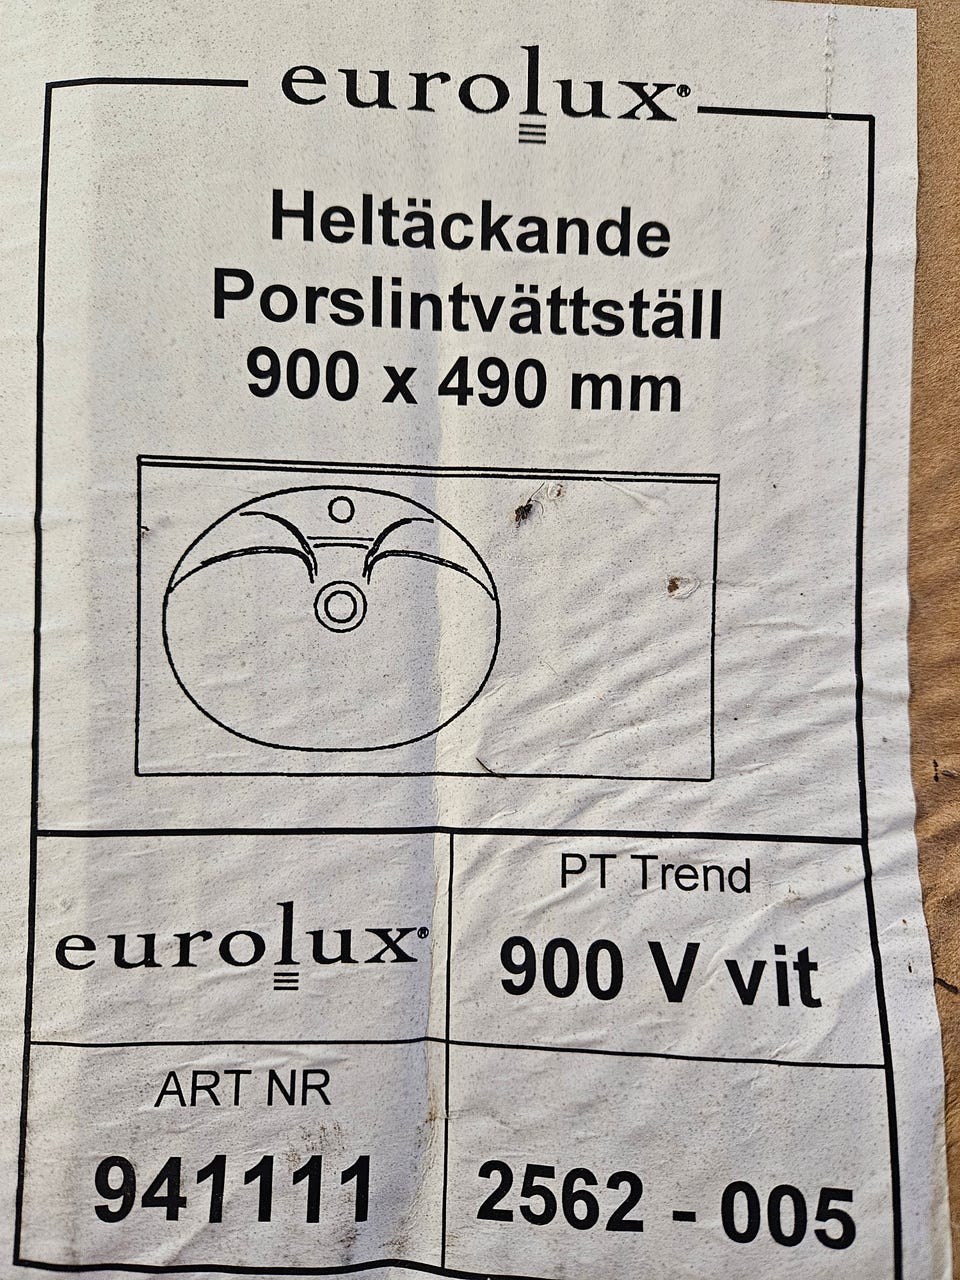 eurolux®
Heltäckande
Porslintvättställ
900 x 490 mm
eurolux®
PT Trend
900 V vit
ART NR
941111
2562 - 005